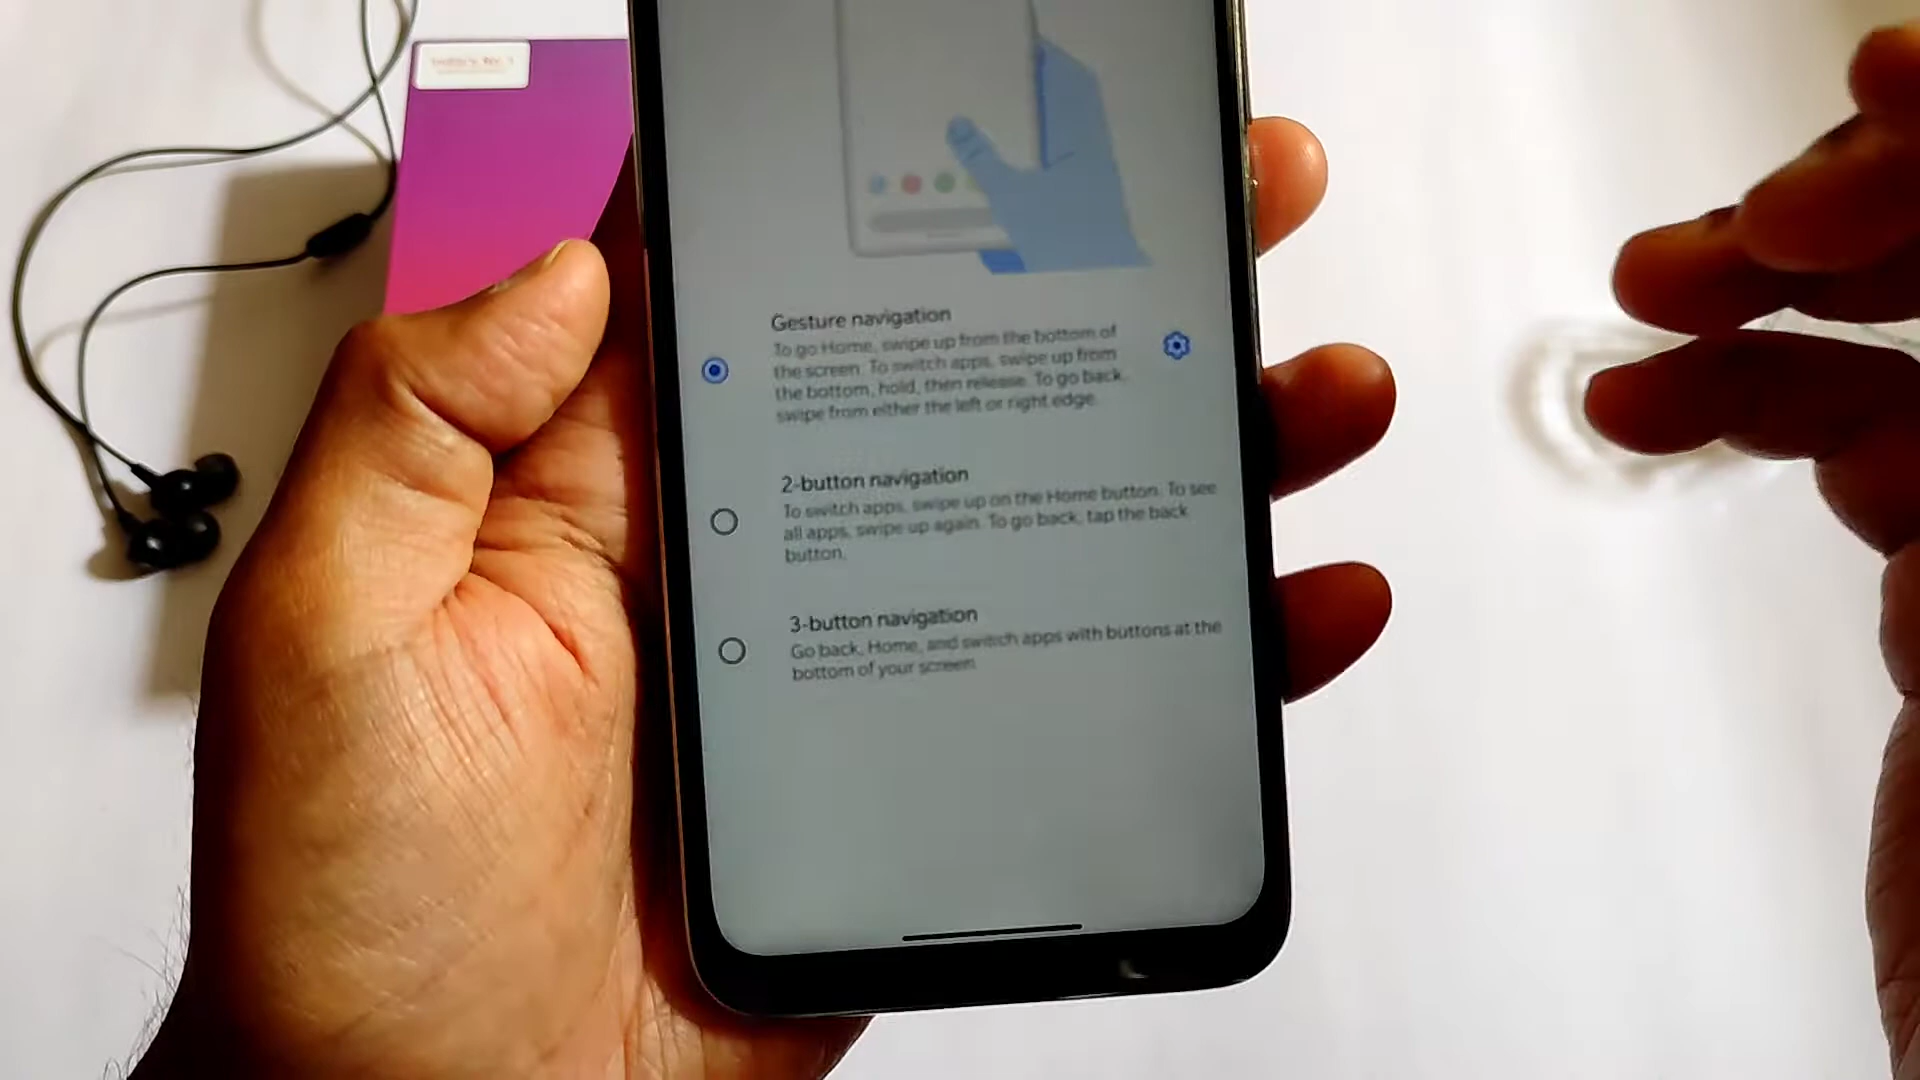 Gesture navigation
To go Home, swipe up from the bottom of
the screen. To switch apps, swipe up from
the bottom, hold, then release. To go back,
swipe from either the left or right edge.
2-button navigation
To switch apps, swipe up on the Home button. To see
all apps, swipe up again. To go back, tap the back
button.
3-button navigation
Go back, Home, and switch apps with buttons at the
bottom of your screen.